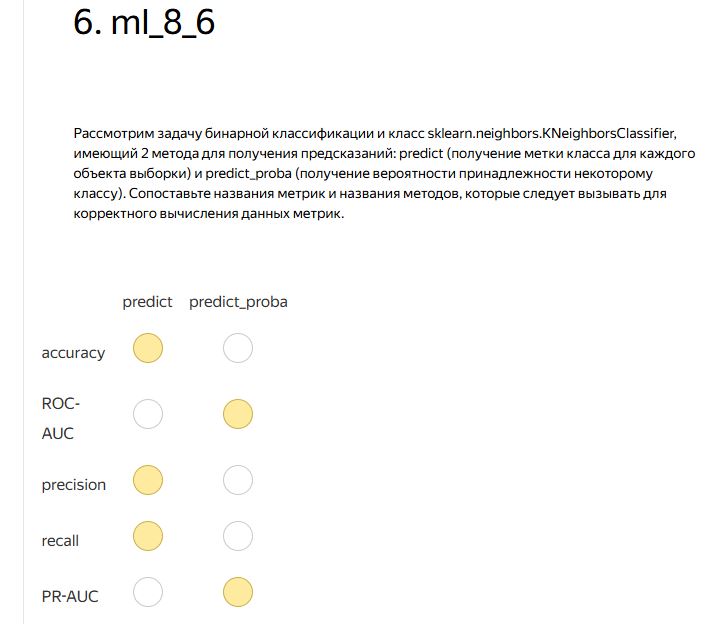 6. ml_8_6
Рассмотрим задачу бинарной классификации и класс sklearn.neighbors.KNeighborsClassifier,
имеющий 2 метода для получения предсказаний: predict (получение метки класса для каждого
объекта выборки) и predict_proba (получение вероятности принадлежности некоторому
классу). Сопоставьте названия метрик и названия методов, которые следует вызывать для
корректного вычисления данных метрик.
predict predict_proba
accuracy
ROC-
AUC
precision
recall
PR-AUC